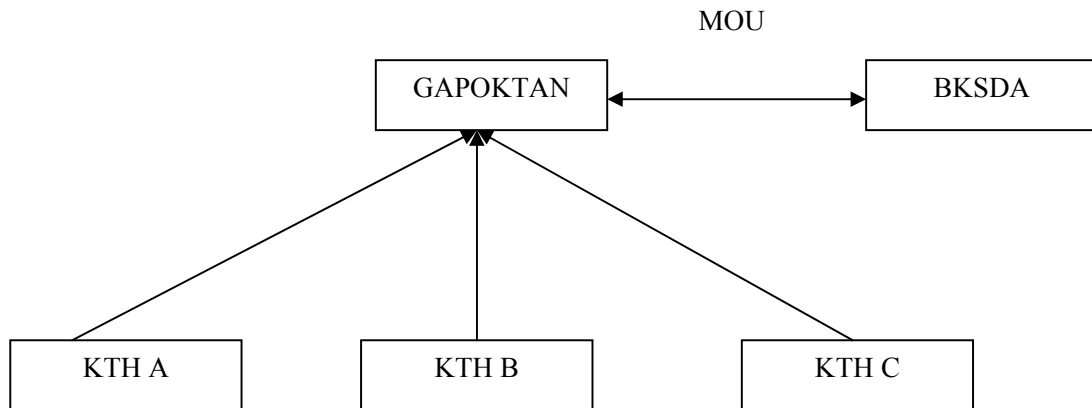 MOU
GAPOKTAN
BKSDA
KTH A
KTH B
KTH C